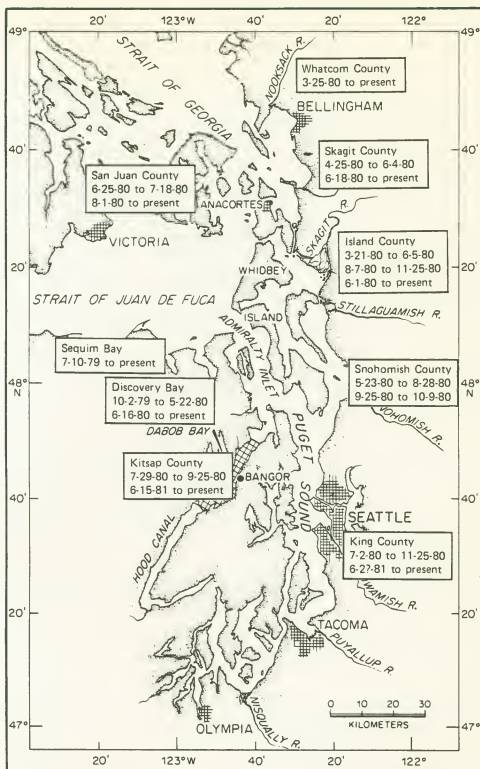 20' 123°W 40' 20' 122°
49°
STRAIT OF
GEORGIA
NOOKSACK R.
Whatcom County
3-25-80 to present
BELLINGHAM
40'
40'
Skagit County
4-25-80 to 6-4-80
6-18-80 to present
San Juan County
6-25-80 to 7-18-80
8-1-80 to present
ANACORTES
SKAGIT R.
VICTORIA
Island County
3-21-80 to 6-5-80
8-7-80 to 11-25-80
6-1-80 to present
20'
20'
WHIDBEY
ISLAND
STRAIT OF JUAN DE FUCA
STILLAGUAMISH R.
ADMIRALTY INLET
Sequim Bay
7-10-79 to present
Snohomish County
5-23-80 to 8-28-80
9-25-80 to 10-9-80
48°
N
48°
N
Discovery Bay
10-2-79 to 5-22-80
6-16-80 to present
OHOMISH R.
DABOB BAY
PUGET SOUND
Kitsap County
7-29-80 to 9-25-80
6-15-81 to present
BANGOR
40'
40'
SEATTLE
HOOD CANAL
King County
7-2-80 to 11-25-80
to present
WAMISH R.
20'
20'
TACOMA
PUYALLUP R.
NISQUALLY R.
0 10 20 30
KILOMETERS
47°
47°
OLYMPIA
20' 123°W 40' 20' 122°